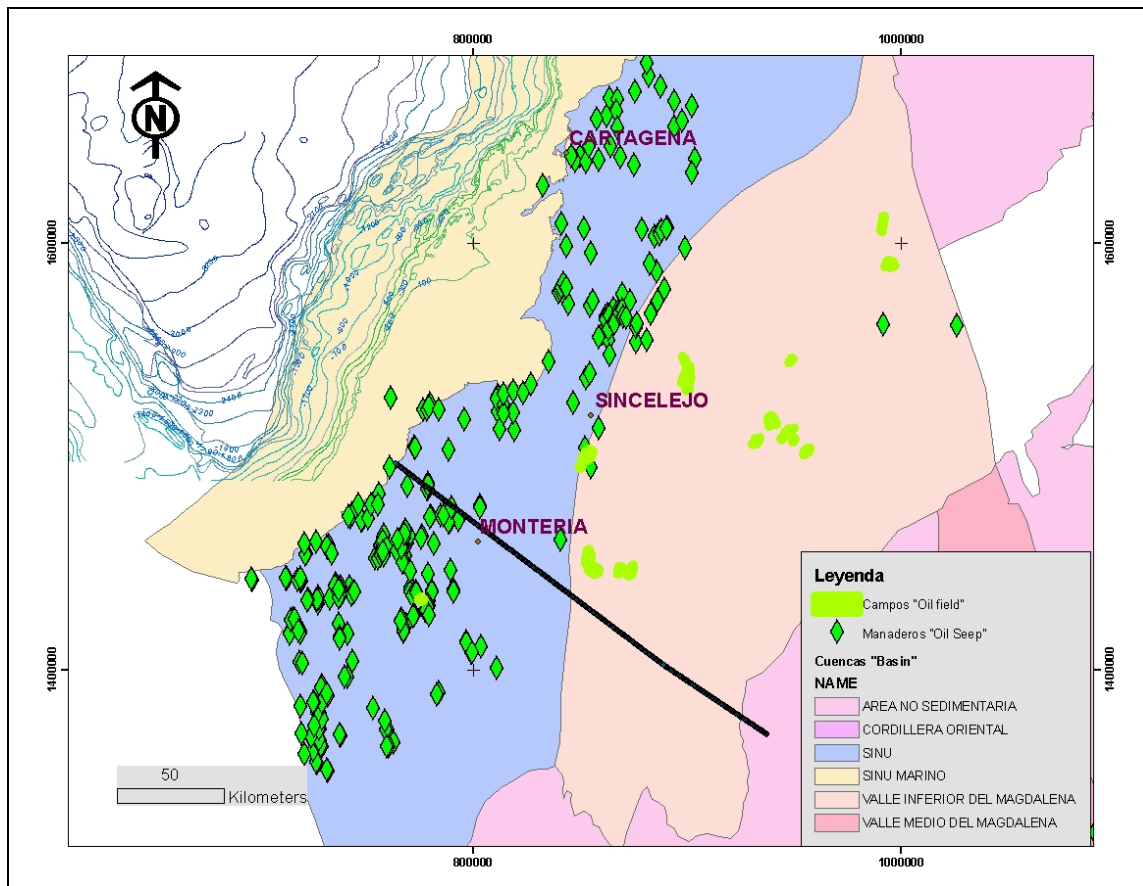 800000 1000000
N
CARTAGENA
1600000 1600000
SINCELEJO
MONTERIA
Leyenda
Campos "Oil field"
Manaderos "Oil Seep"
Cuencas "Basin"
NAME
AREA NO SEDIMENTARIA
CORDILLERA ORIENTAL
SINU
SINU MARINO
VALLE INFERIOR DEL MAGDALENA
VALLE MEDIO DEL MAGDALENA
1400000 1400000
50
Kilometers
800000 1000000